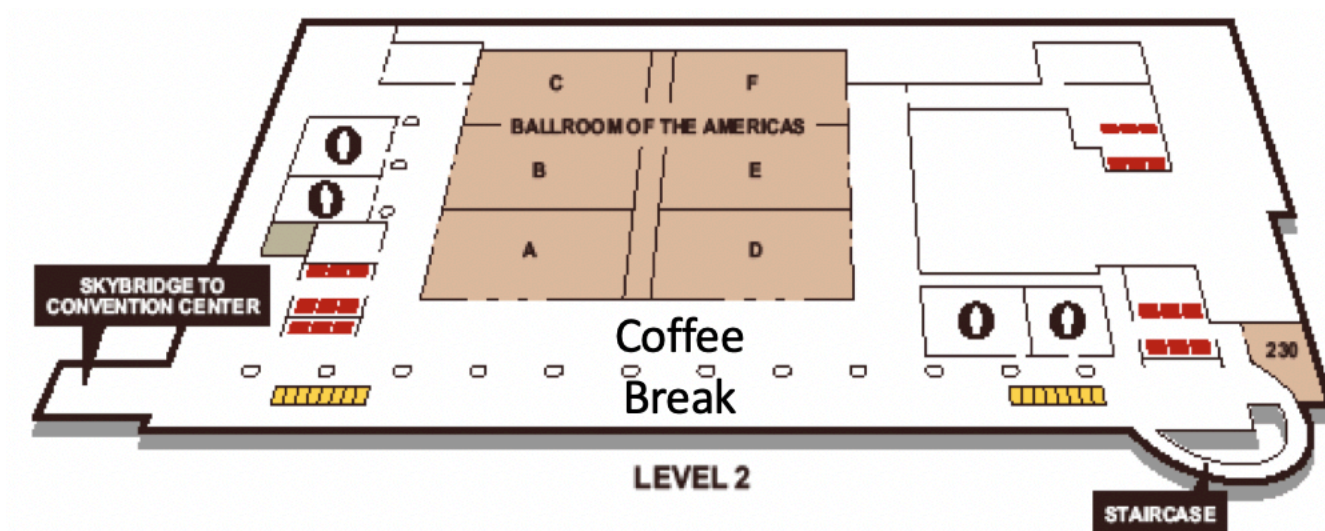 C F
BALLROOM OF THE AMERICAS
B E
A D
SKYBRIDGE TO
CONVENTION CENTER
Coffee
Break
230
LEVEL 2
STAIRCASE